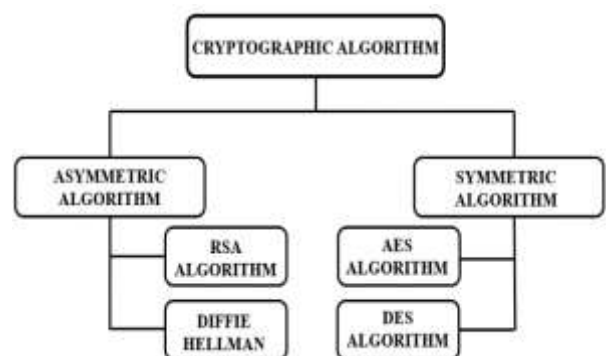 CRYPTOGRAPHIC ALGORITHM
ASYMMETRIC
ALGORITHM
SYMMETRIC
ALGORITHM
RSA
ALGORITHM
AES
ALGORITHM
DIFFIE
HELLMAN
DES
ALGORITHM